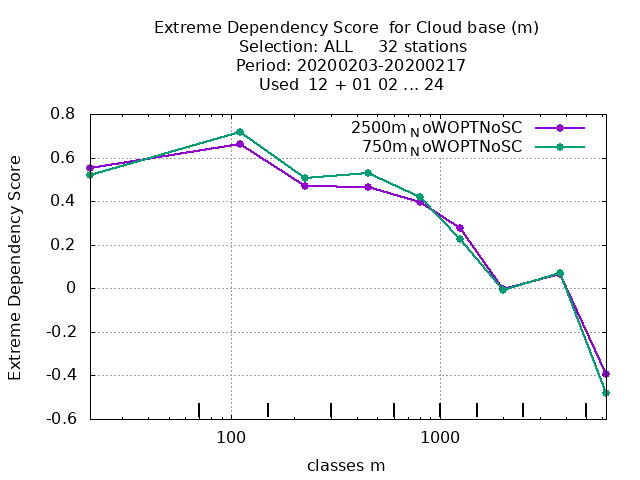 Extreme Dependency Score  for Cloud base (m)
Selection: ALL     32 stations
Period: 20200203-20200217
Used  12 + 01 02 ... 24
2500m_NoWOPTNoSC
750m_NoWOPTNoSC
0.8
0.6
0.4
0.2
0
-0.2
-0.4
-0.6
Extreme Dependency Score
100
1000
classes m